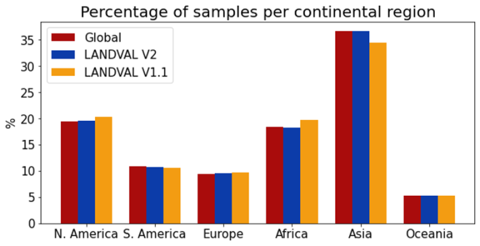 Percentage of samples per continental region
Global
LANDVAL V2
LANDVAL V1.1
%
35
30
25
20
15
10
5
0
N. America S. America Europe Africa Asia Oceania